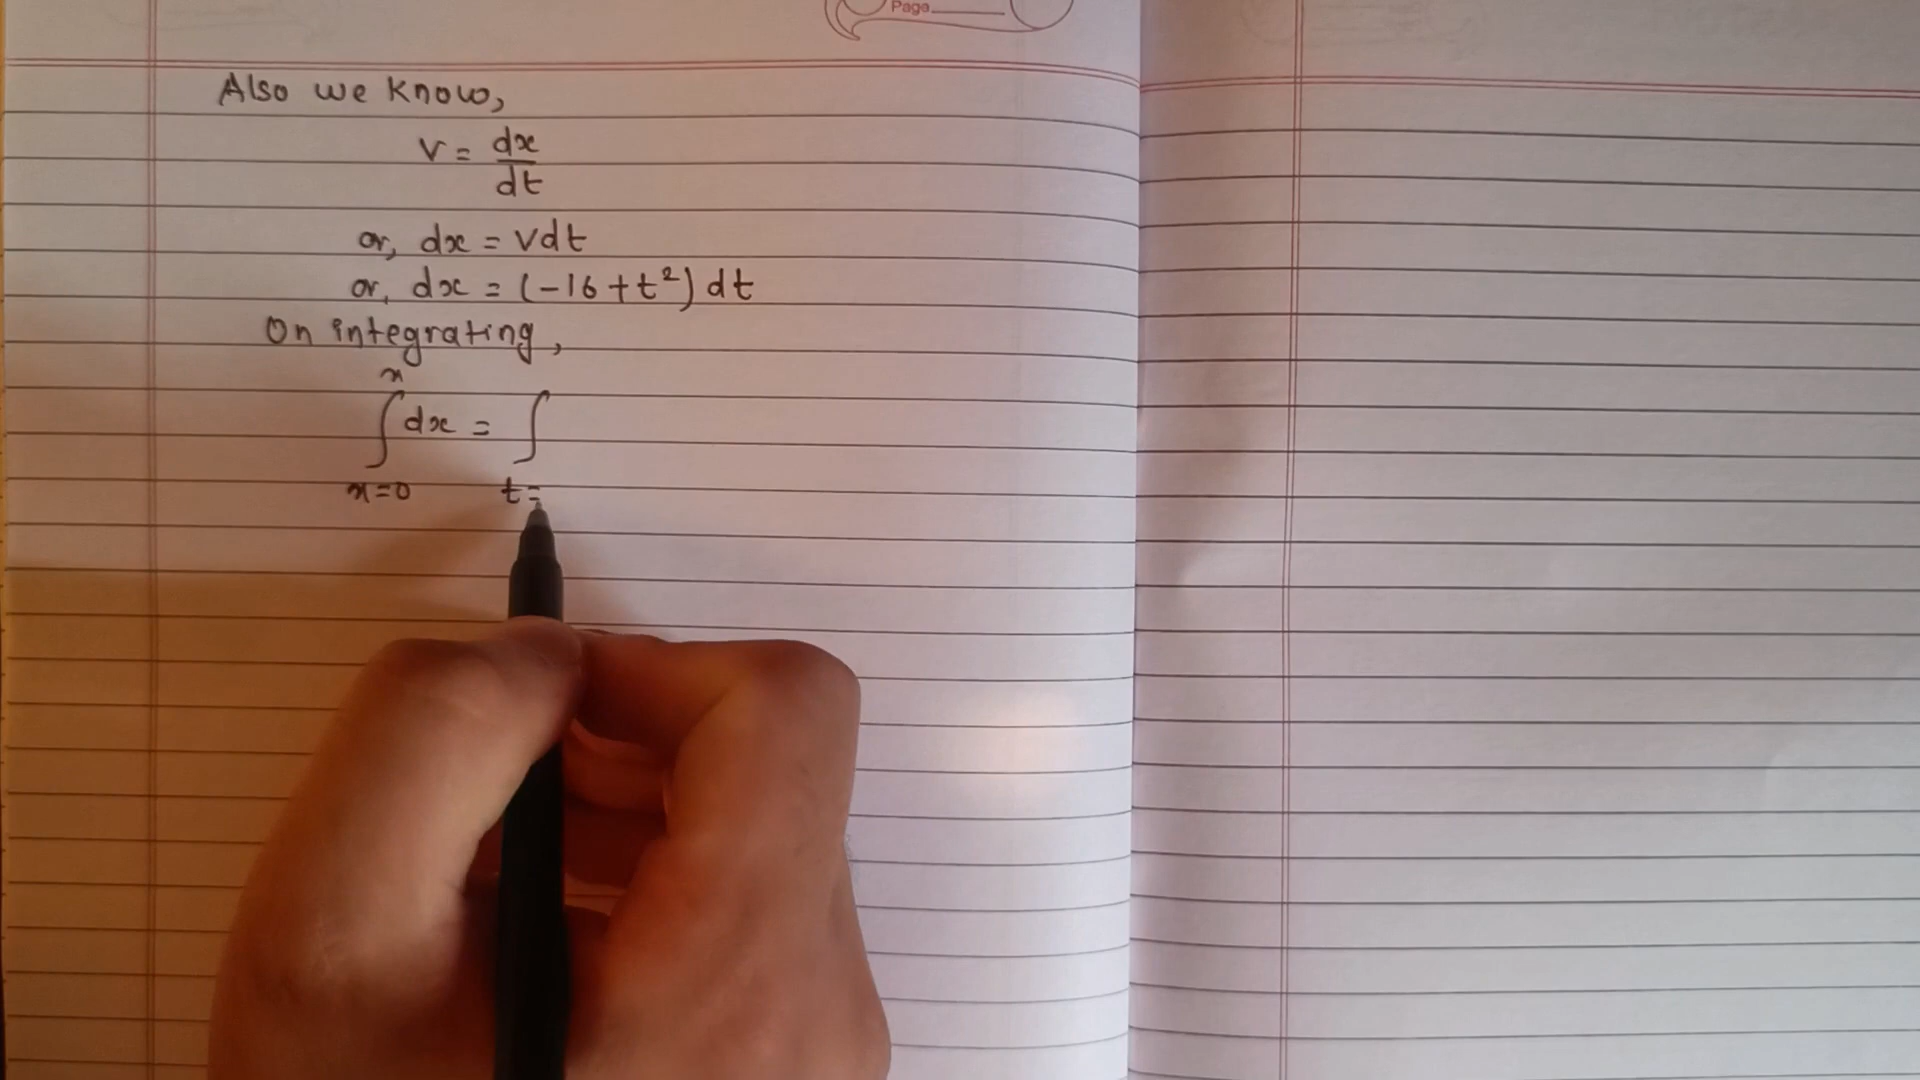 Page
Also we know,
v = dx/dt
or, dx = vdt
or, dx = (-16+t²) dt
On integrating,
x
∫dx = ∫
x=0 t=